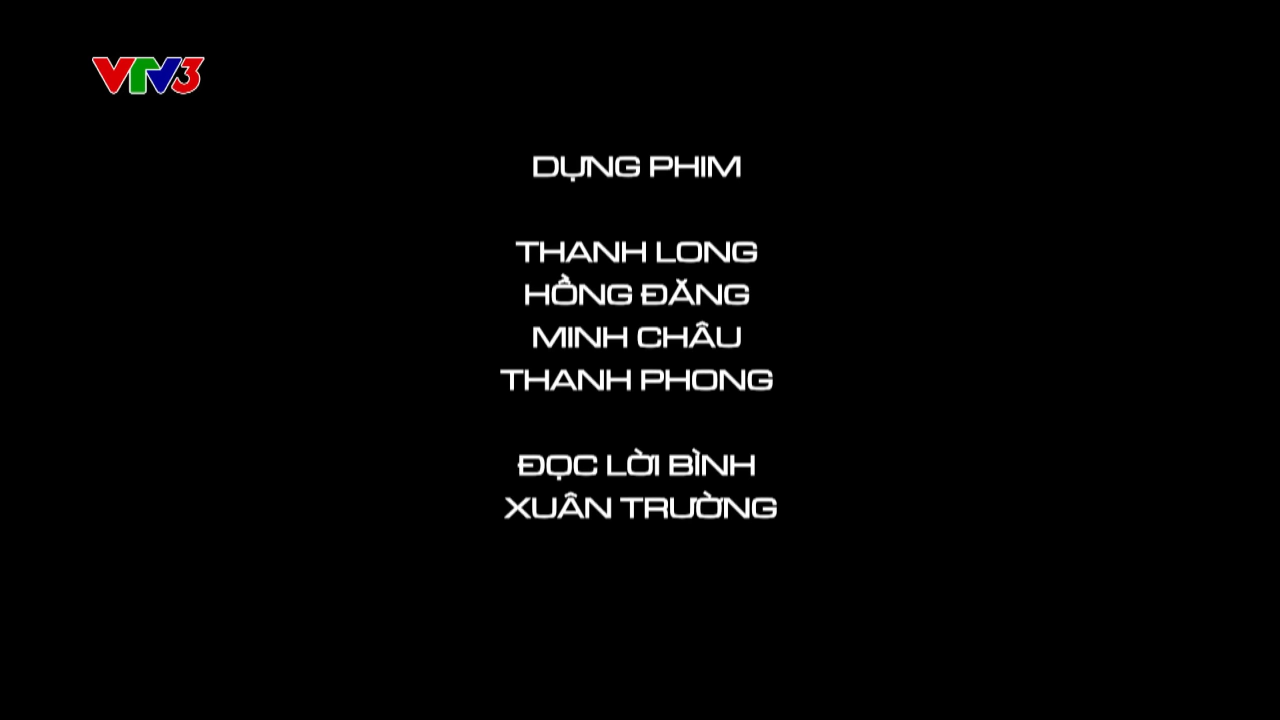 VTV3
DỰNG PHIM
THANH LONG
HỒNG ĐĂNG
MINH CHÂU
THANH PHONG
ĐỌC LỜI BÌNH
XUÂN TRƯỜNG